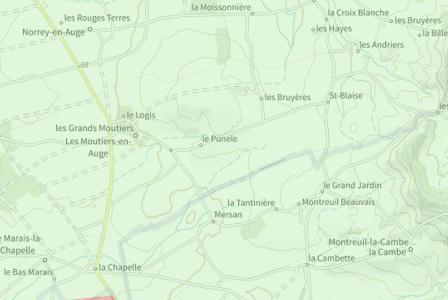 la Moissonnière
la Croix Blanche
les Rouges Terres
les Bruyères
Norrey-en-Auge
les Hayes
la Bille
les Andriers
88
les Bruyères
St-Blaise
le Logis
les Grands Moutiers
les
Les Moutiers-en-
Auge
le Punele
le Grand Jardin
la Tantinière
Montreuil Beauvais
Mersan
Marais-la-
Chapelle
Montreuil-la-Cambe
la Cambe
la Chapelle
la Cambette
le Bas Marais